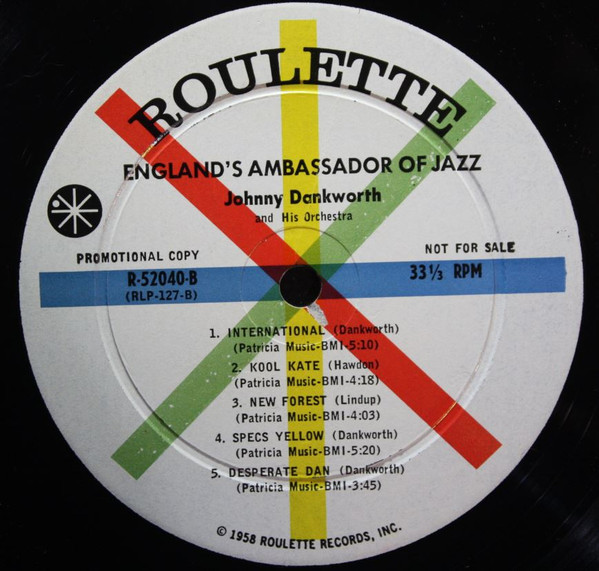 ROULETTE
ENGLAND'S AMBASSADOR OF JAZZ
Johnny Dankworth
and His Orchestra
PROMOTIONAL COPY
NOT FOR SALE
R-52040-B
(RLP-127-B)
33⅓ RPM
1. INTERNATIONAL (Dankworth)
(Patricia Music-BMI-5:10)
2. KOOL KATE (Hawdon)
(Patricia Music-BMI-4:18)
3. NEW FOREST (Lindup)
(Patricia Music-BMI-4:03)
4. SPECS YELLOW (Dankworth)
(Patricia Music-BMI-5:20)
5. DESPERATE DAN (Dankworth)
(Patricia Music-BMI-3:45)
© 1958 ROULETTE RECORDS, INC.